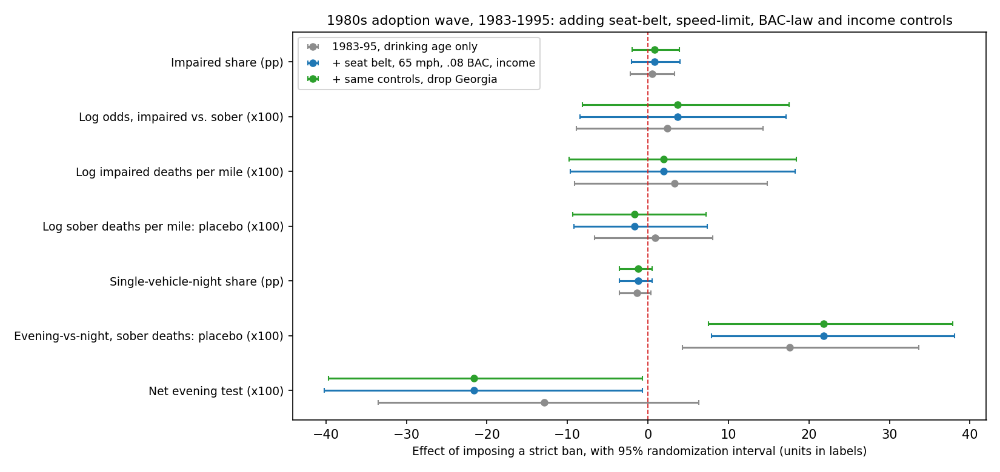 1980s adoption wave, 1983-1995: adding seat-belt, speed-limit, BAC-law and income controls
1983-95, drinking age only
+ seat belt, 65 mph, .08 BAC, income
+ same controls, drop Georgia
Impaired share (pp)
Log odds, impaired vs. sober (x100)
Log impaired deaths per mile (x100)
Log sober deaths per mile: placebo (x100)
Single-vehicle-night share (pp)
Evening-vs-night, sober deaths: placebo (x100)
Net evening test (x100)
−40 −30 −20 −10 0 10 20 30 40
Effect of imposing a strict ban, with 95% randomization interval (units in labels)